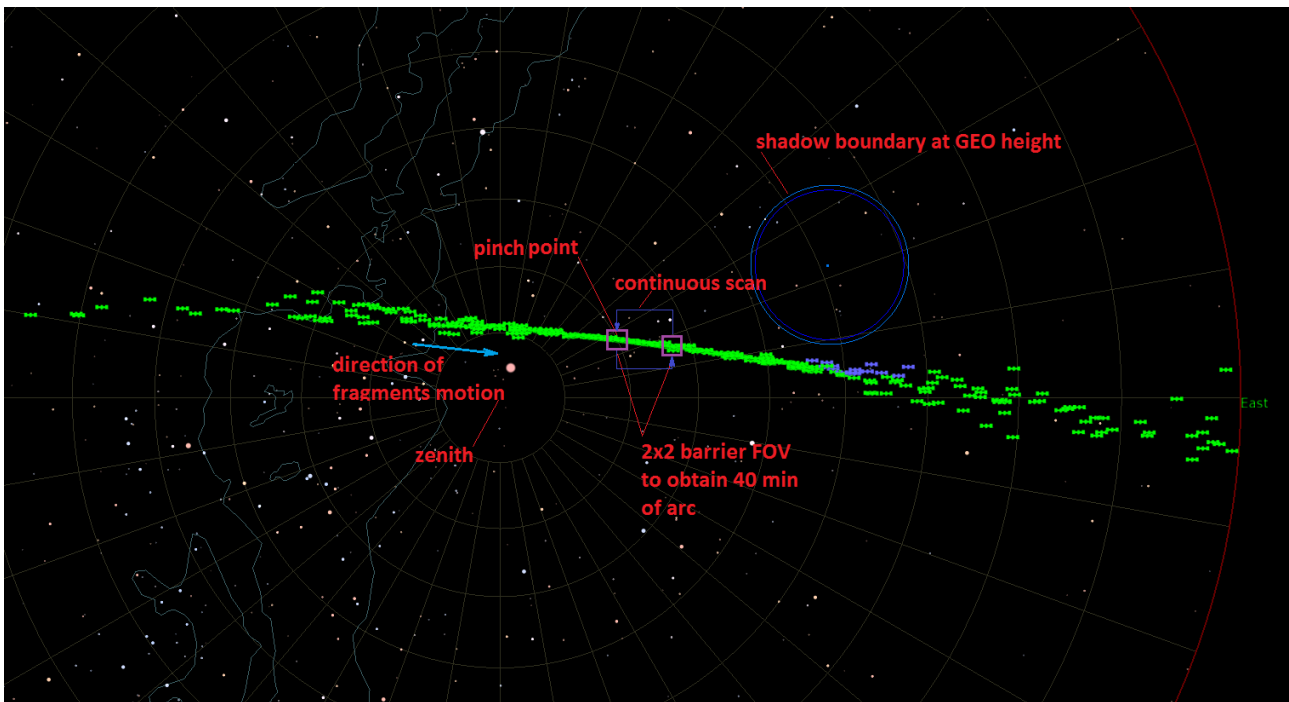 shadow boundary at GEO height
pinch point
continuous scan
direction of
fragments motion
East
zenith
2x2 barrier FOV
to obtain 40 min
of arc